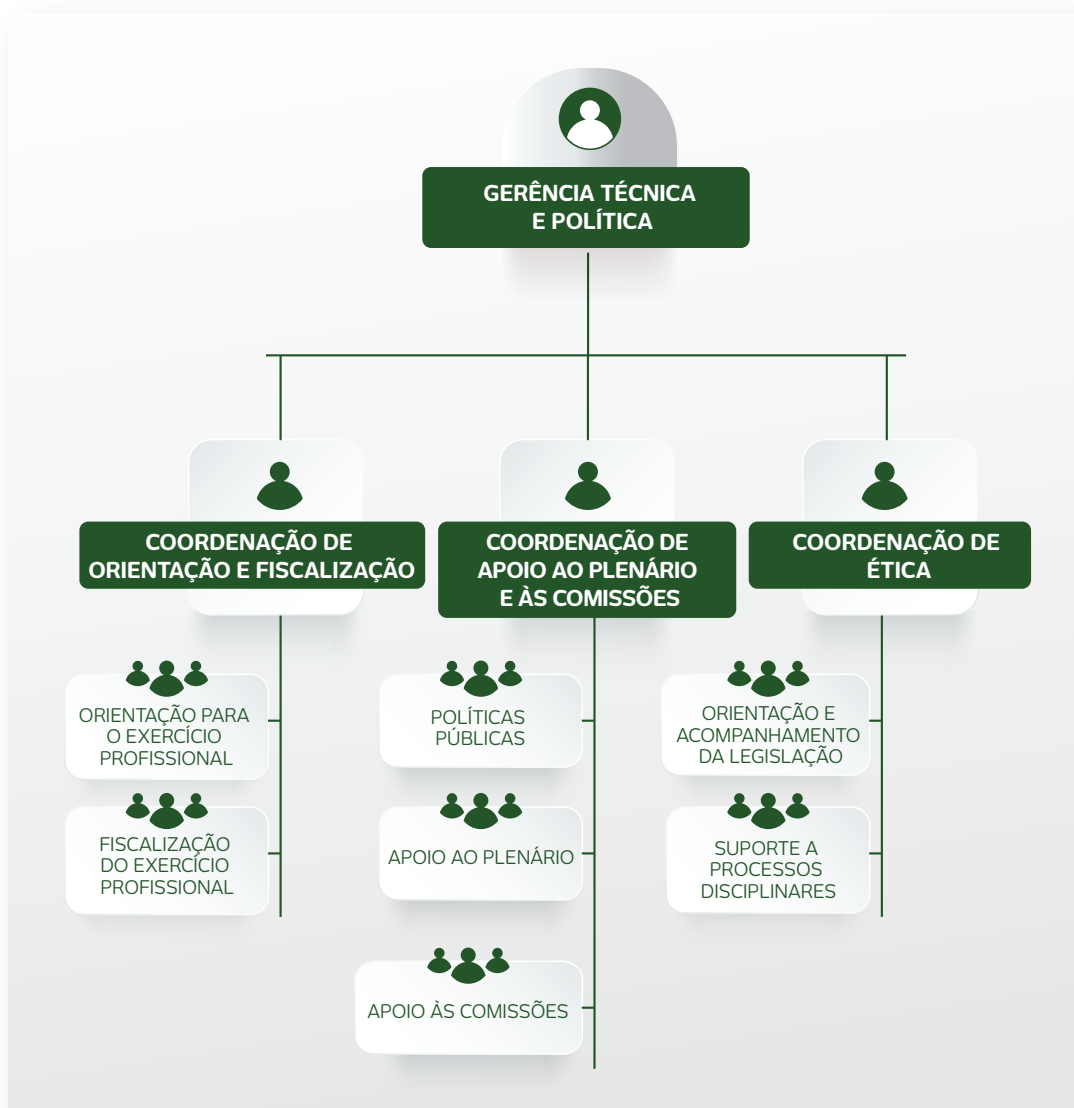 GERÊNCIA TÉCNICA
E POLÍTICA
COORDENAÇÃO DE
ORIENTAÇÃO E FISCALIZAÇÃO
ORIENTAÇÃO PARA
O EXERCÍCIO
PROFISSIONAL
FISCALIZAÇÃO
DO EXERCÍCIO
PROFISSIONAL
COORDENAÇÃO DE
APOIO AO PLENÁRIO
E ÀS COMISSÕES
POLÍTICAS
PÚBLICAS
APOIO AO PLENÁRIO
APOIO ÀS COMISSÕES
COORDENAÇÃO DE
ÉTICA
ORIENTAÇÃO E
ACOMPANHAMENTO
DA LEGISLAÇÃO
SUPORTE A
PROCESSOS
DISCIPLINARES